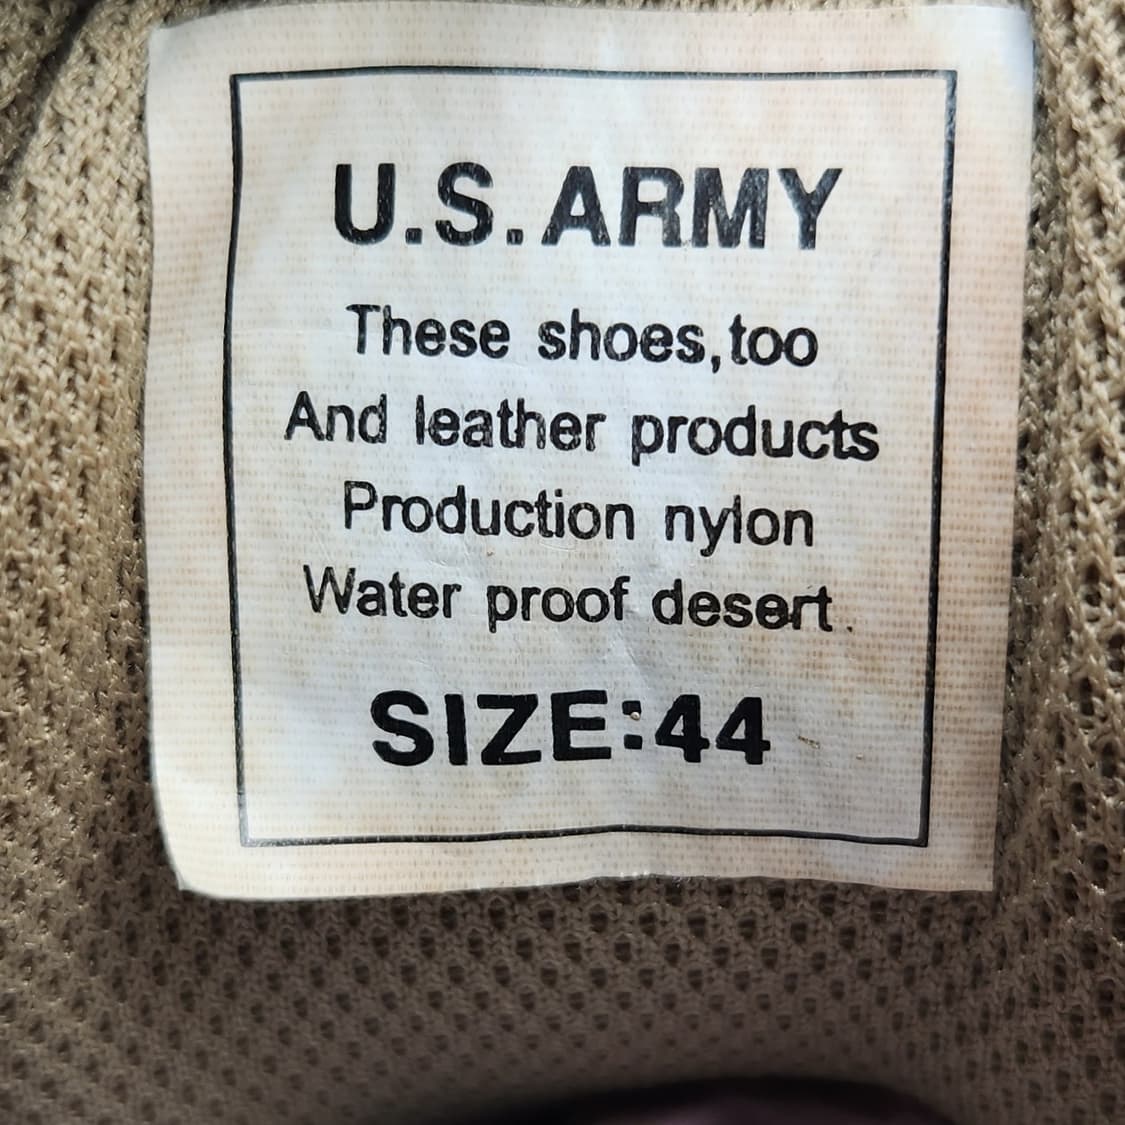 U.S.ARMY
These shoes,too
And leather products
Production nylon
Water proof desert.
SIZE:44